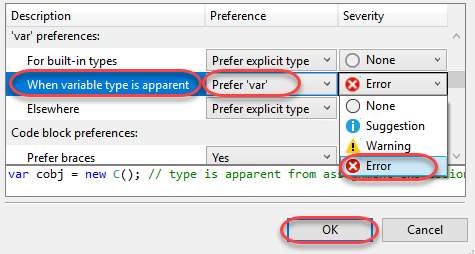 Description Preference Severity
'var' preferences:
For built-in types Prefer explicit type None
When variable type is apparent Prefer 'var' Error
Elsewhere Prefer explicit type None
Code block preferences: Suggestion
Warning
Prefer braces Yes Error
var cobj = new C(); // type is apparent from
OK Cancel